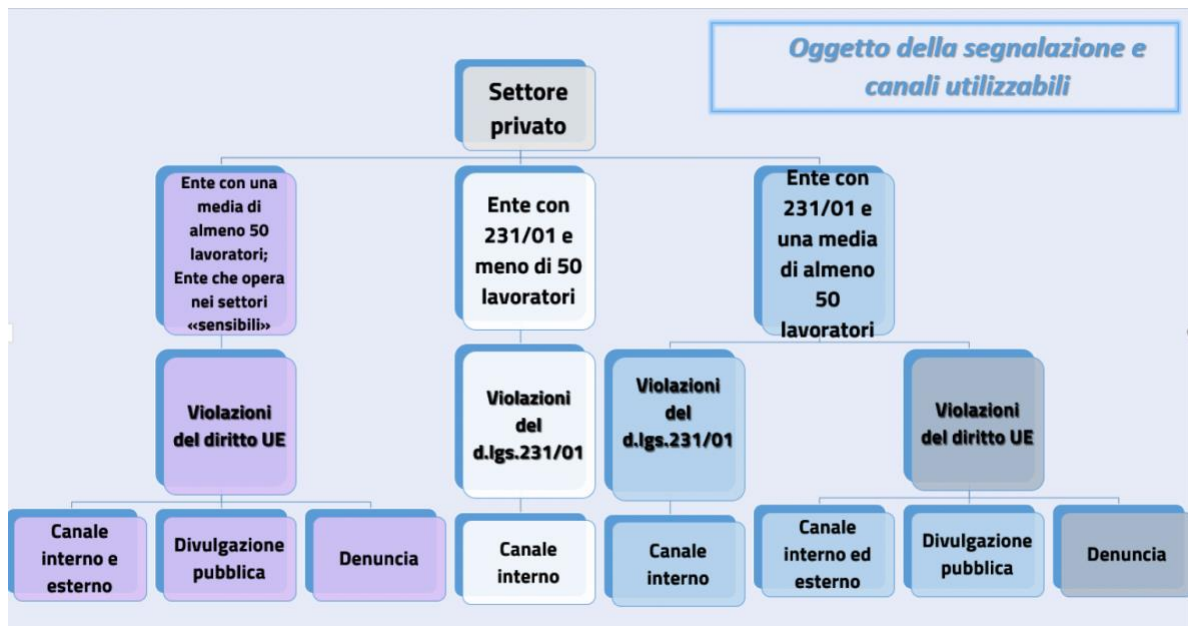 Oggetto della segnalazione e
canali utilizzabili
Settore
privato
Ente con una
media di
almeno 50
lavoratori;
Ente che opera
nei settori
«sensibili»
Ente con
231/01 e
meno di 50
lavoratori
Ente con
231/01 e
una media
di almeno
50
lavoratori
Violazioni
del diritto UE
Violazioni
del
d.lgs.231/01
Violazioni
del
d.lgs.231/01
Violazioni
del diritto UE
Canale
interno e
esterno
Divulgazione
pubblica
Denuncia
Canale
interno
Canale
interno
Canale
interno ed
esterno
Divulgazione
pubblica
Denuncia